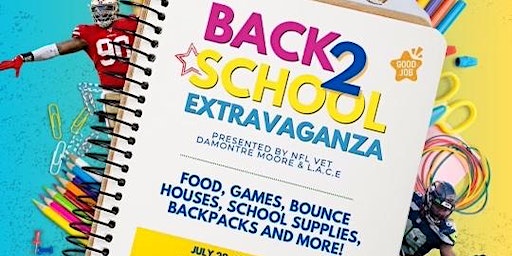 BACK
2
SCHOOL
GOOD
JOB
EXTRAVAGANZA
PRESENTED BY NFL VET
DAMONTRE MOORE & L.A.C.E
FOOD, GAMES, BOUNCE
HOUSES, SCHOOL SUPPLIES,
BACKPACKS AND MORE!
JULY